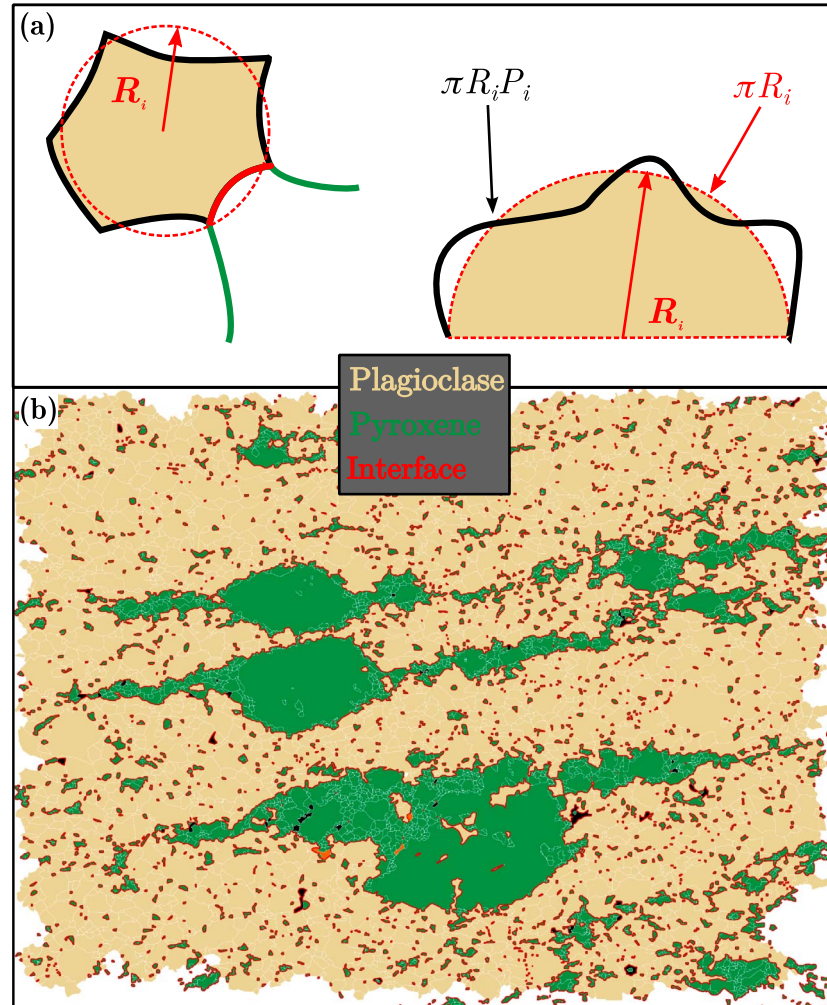 (a)
R_i
πR_iP_i
πR_i
R_i
Plagioclase
Pyroxene
Interface
(b)